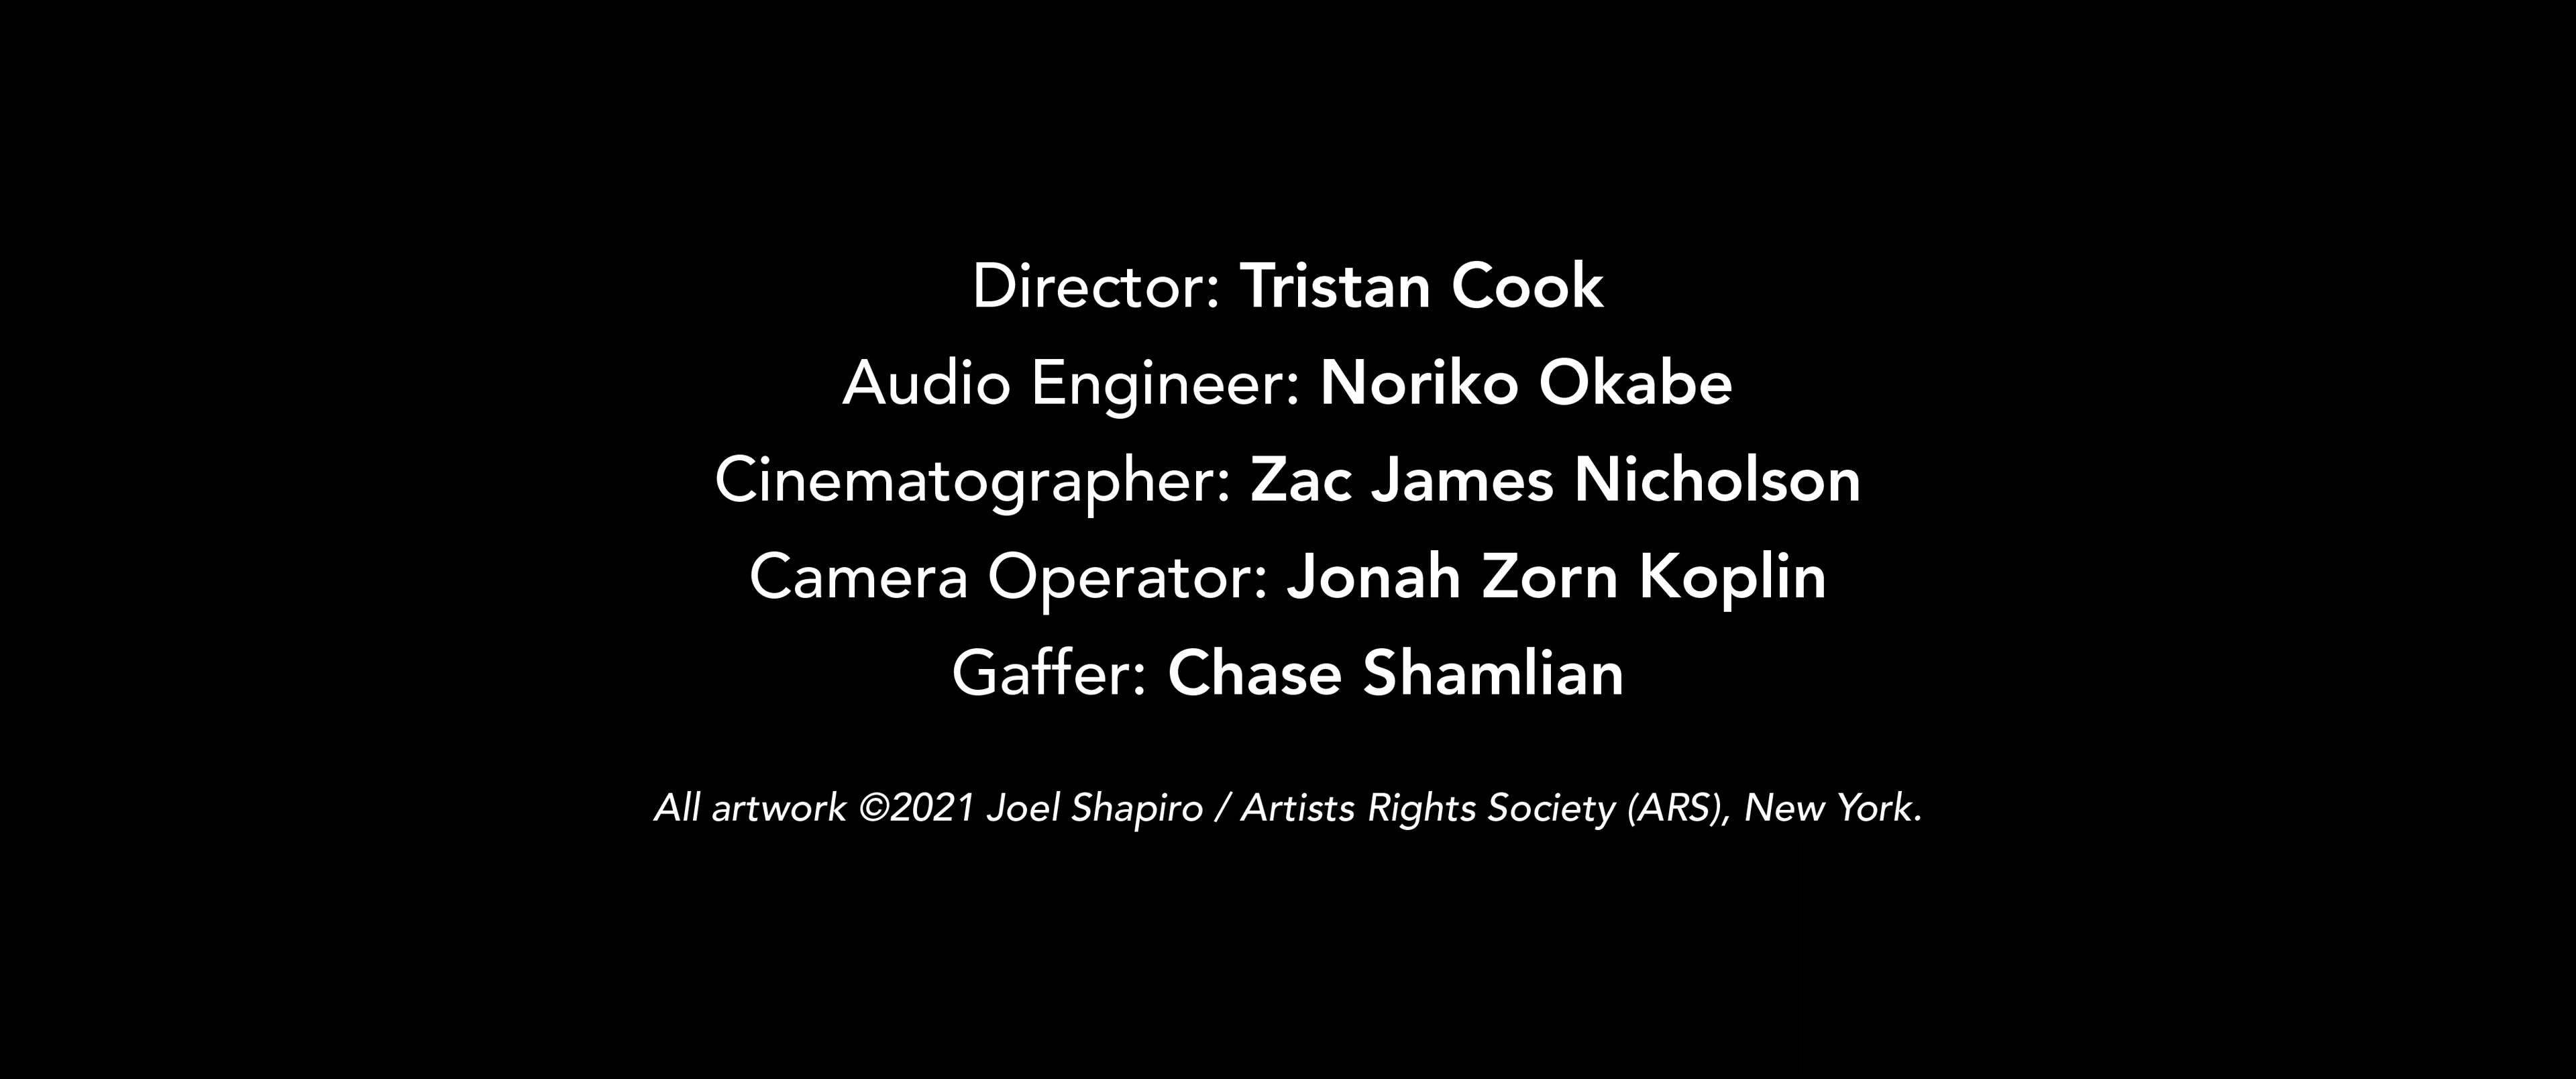 Director: Tristan Cook
Audio Engineer: Noriko Okabe
Cinematographer: Zac James Nicholson
Camera Operator: Jonah Zorn Koplin
Gaffer: Chase Shamlian
All artwork ©2021 Joel Shapiro / Artists Rights Society (ARS), New York.